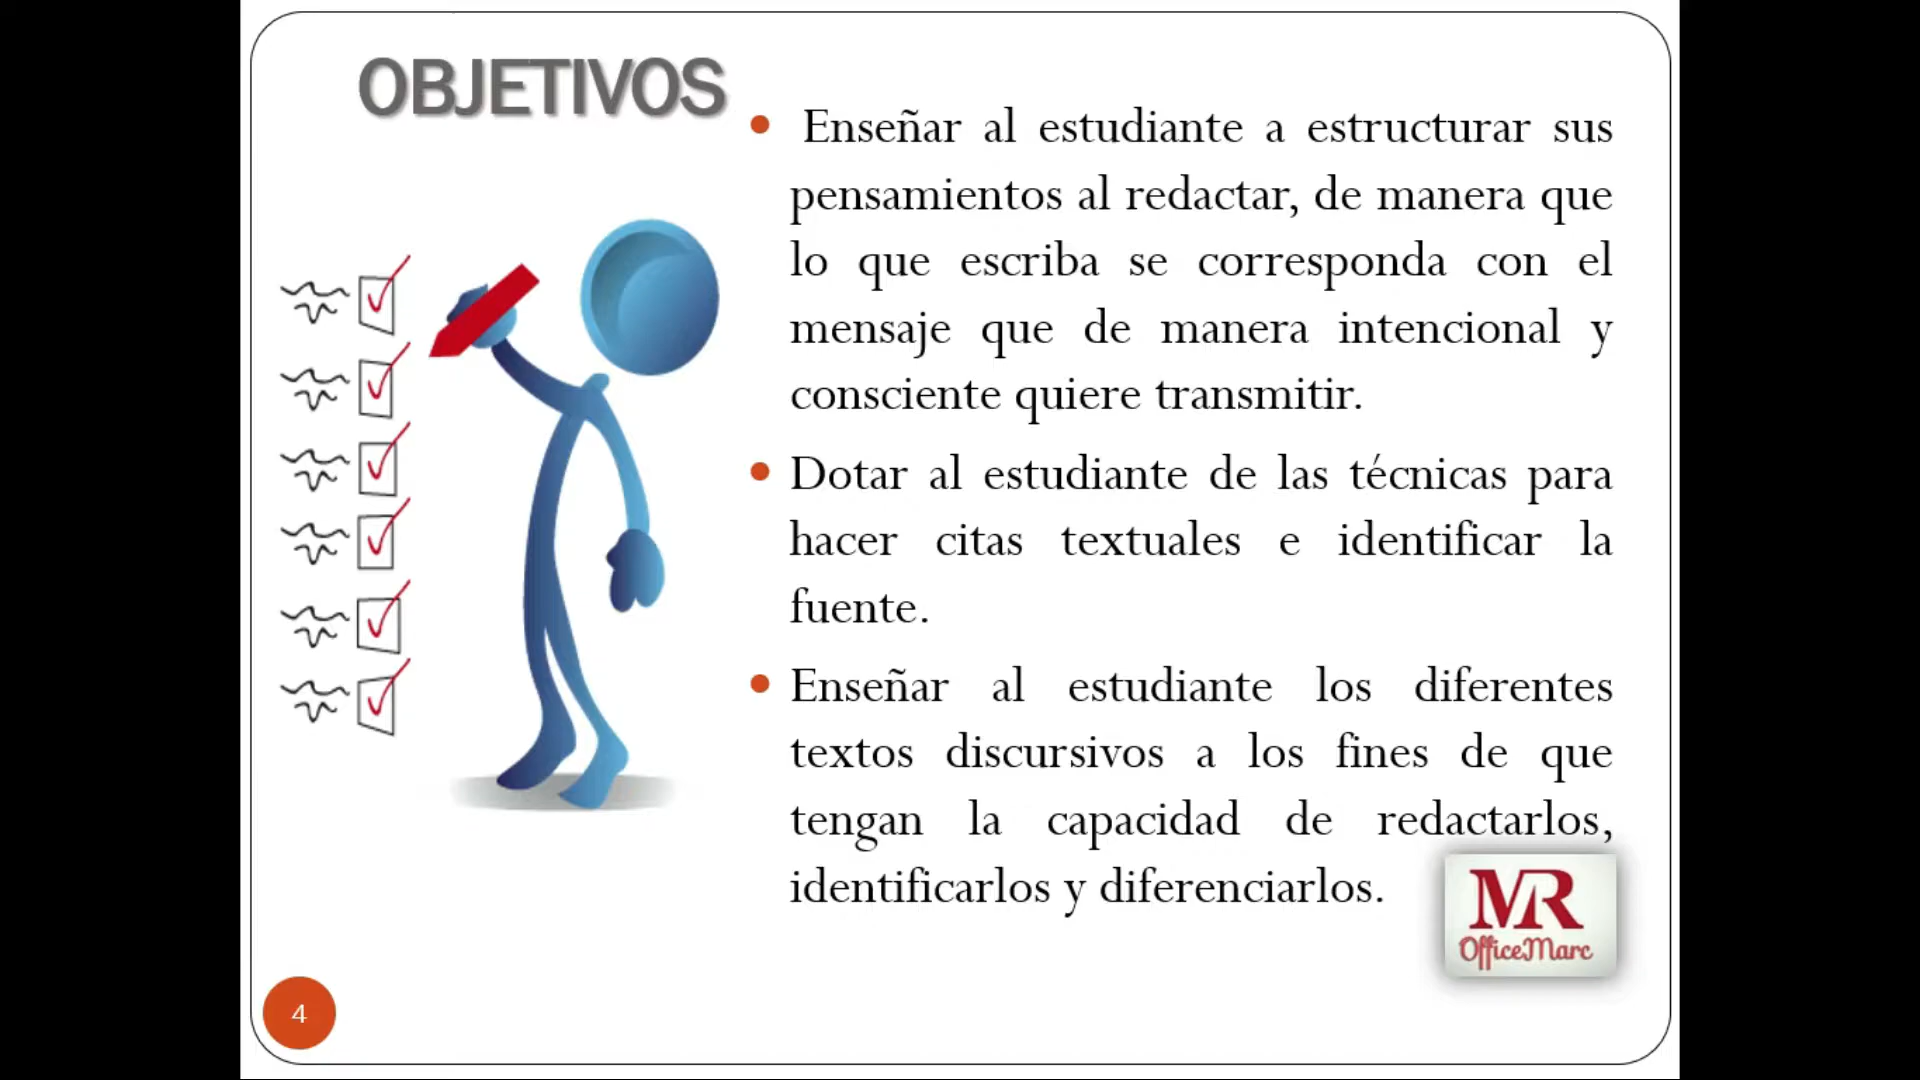 OBJETIVOS
Enseñar al estudiante a estructurar sus
pensamientos al redactar, de manera que
lo que escriba se corresponda con el
mensaje que de manera intencional y
consciente quiere transmitir.
Dotar al estudiante de las técnicas para
hacer citas textuales e identificar la
fuente.
Enseñar al estudiante los diferentes
textos discursivos a los fines de que
tengan la capacidad de redactarlos,
identificarlos y diferenciarlos.
MR
OfficeMarc
4